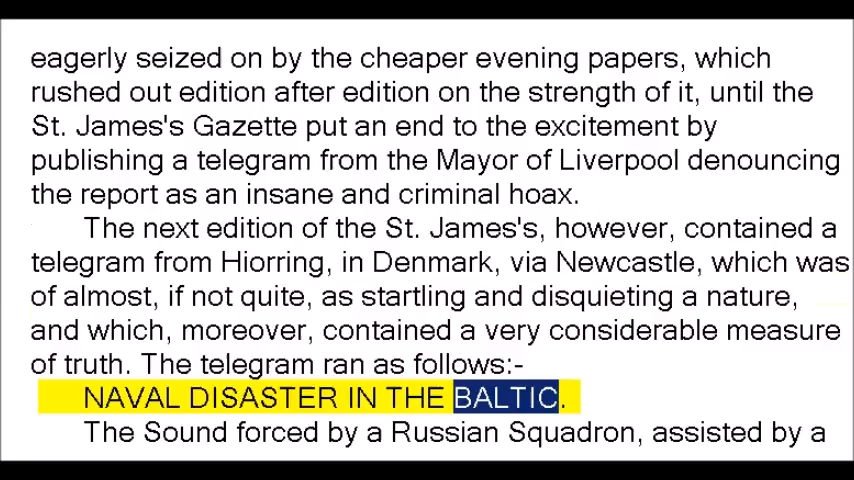 eagerly seized on by the cheaper evening papers, which
rushed out edition after edition on the strength of it, until the
St. James's Gazette put an end to the excitement by
publishing a telegram from the Mayor of Liverpool denouncing
the report as an insane and criminal hoax.
The next edition of the St. James's, however, contained a
telegram from Hiorring, in Denmark, via Newcastle, which was
of almost, if not quite, as startling and disquieting a nature,
and which, moreover, contained a very considerable measure
of truth. The telegram ran as follows:-
NAVAL DISASTER IN THE BALTIC.
The Sound forced by a Russian Squadron, assisted by a